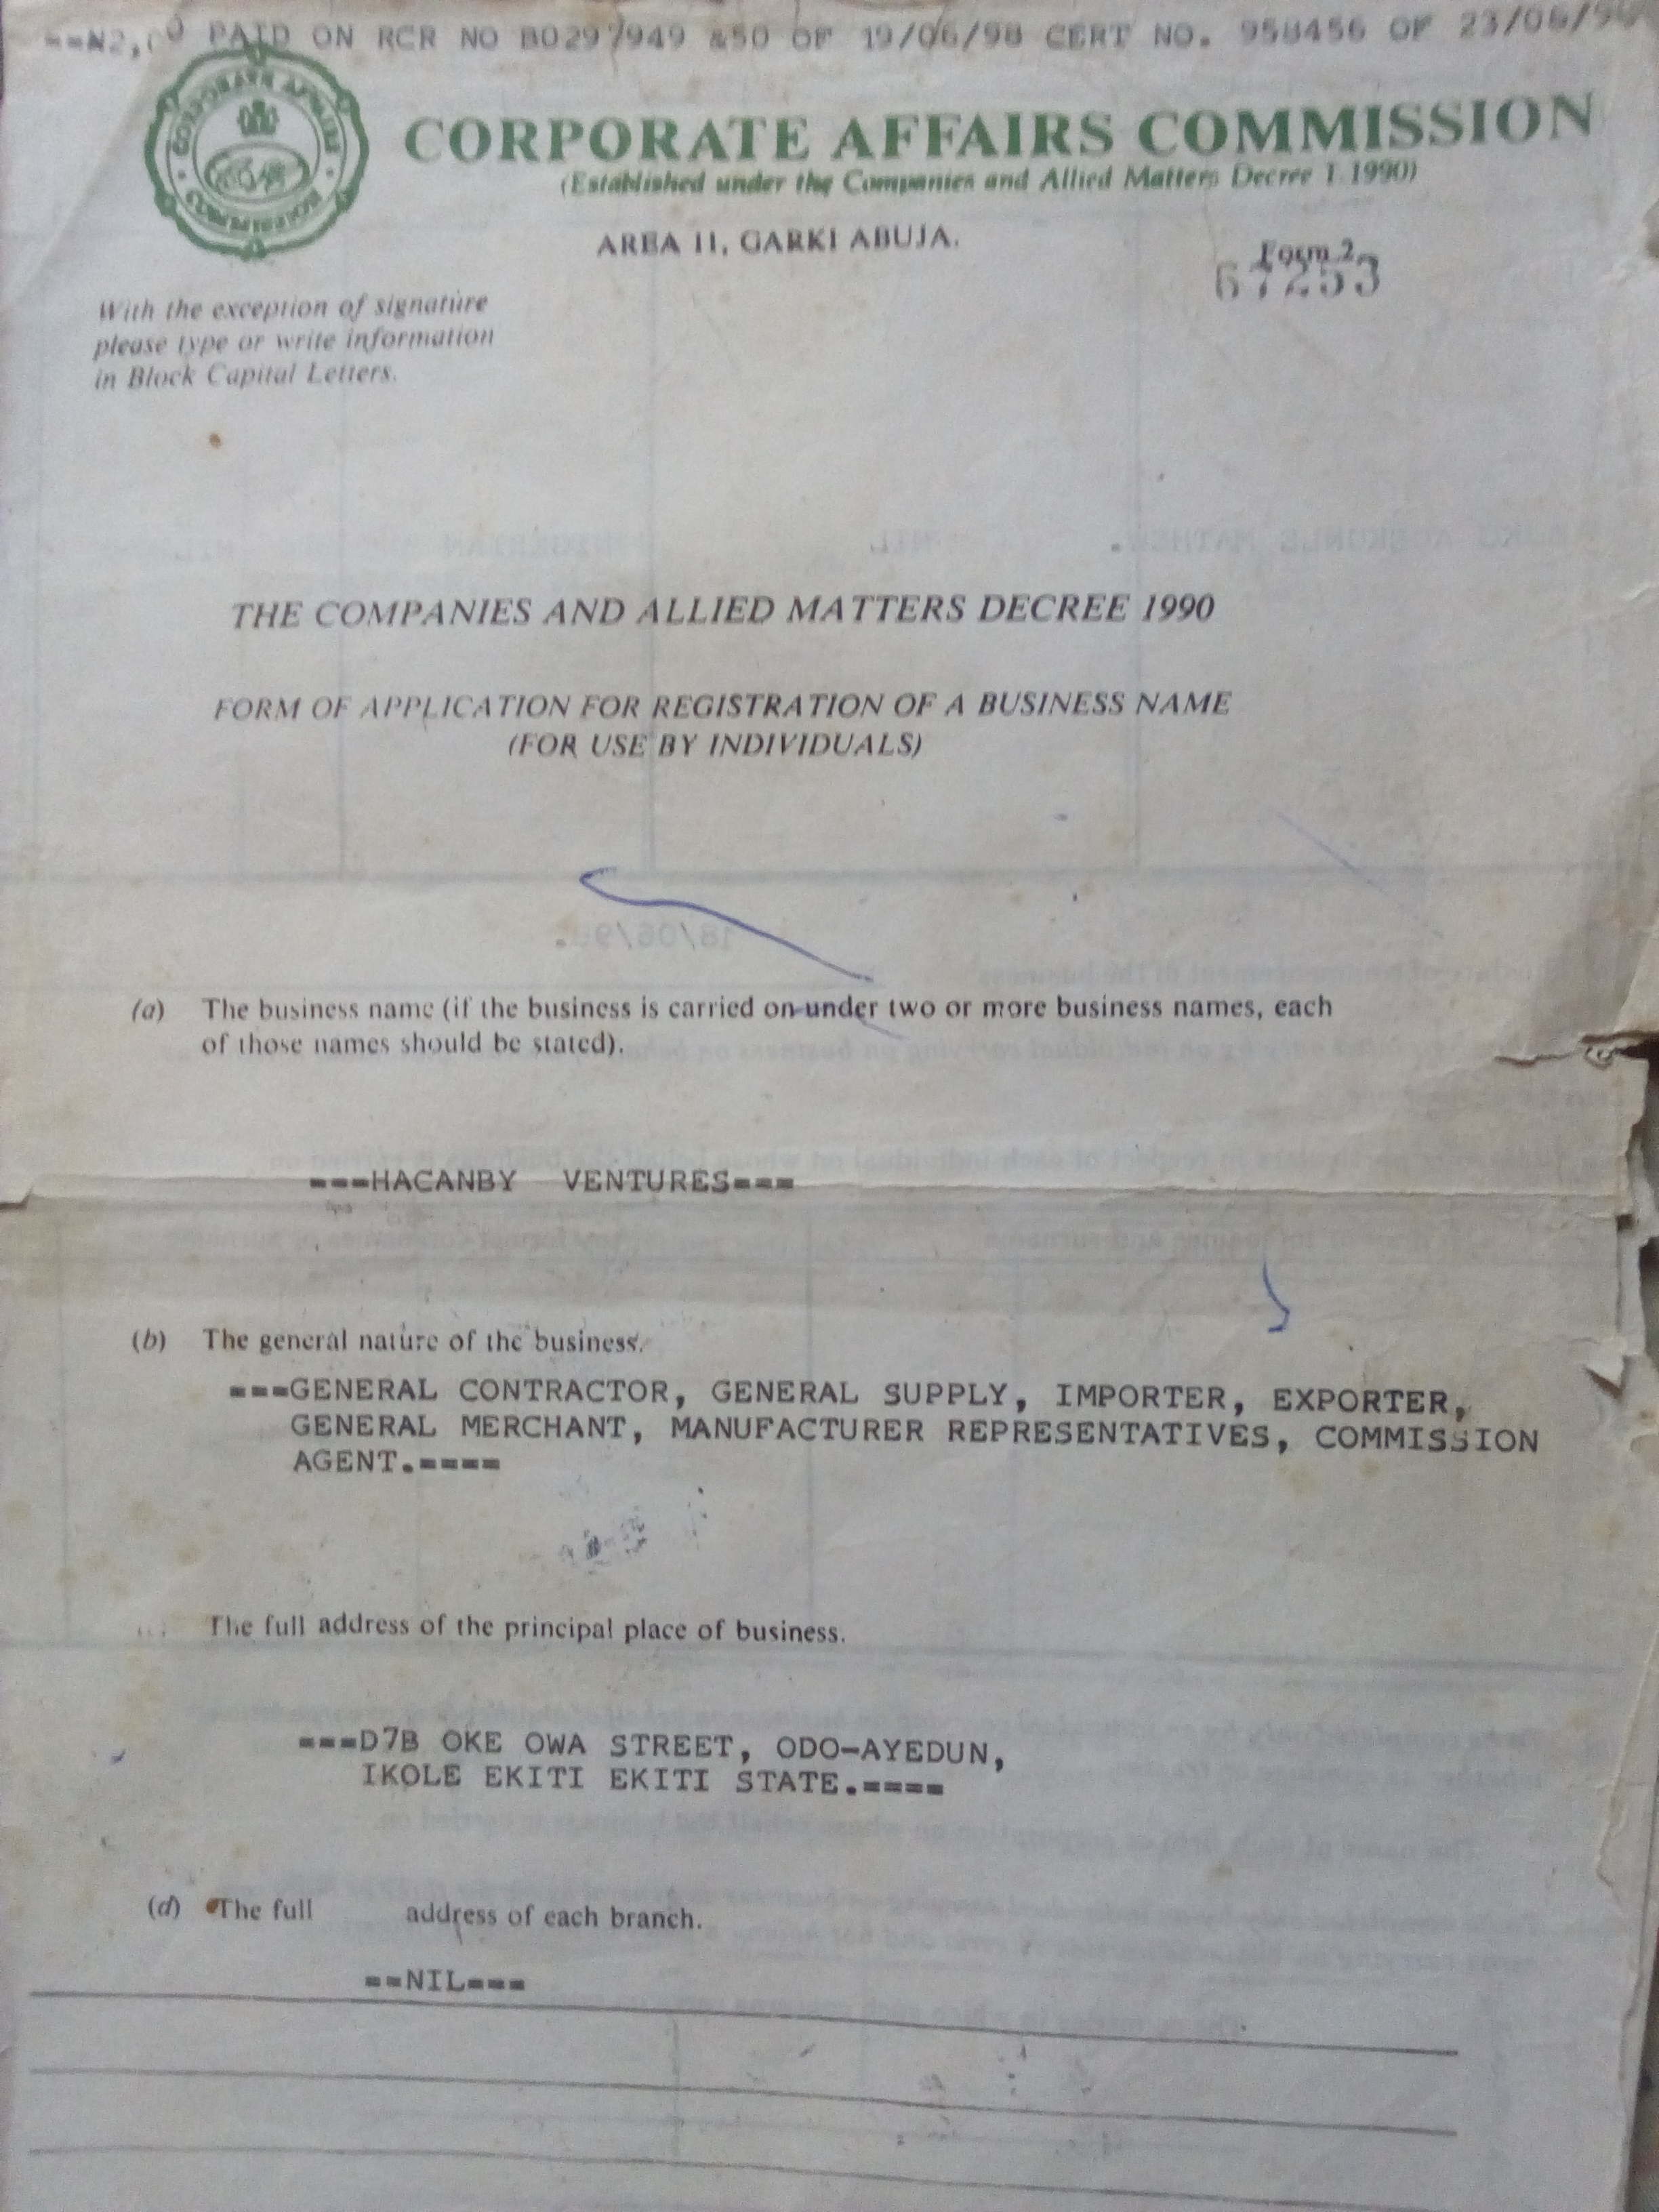 PAID ON RCR NO B0297949 &50 OF 19/06/98 CERT NO. 958456 OF 23/06/
CORPORATE AFFAIRS
COMMISSION
CORPORATE AFFAIRS COMMISSION
(Established under the Companies and Allied Matters Decree 1 1990)
AREA 11, GARKI ABUJA.
Form 2
67253
With the exception of signature
please type or write information
in Block Capital Letters.
THE COMPANIES AND ALLIED MATTERS DECREE 1990
FORM OF APPLICATION FOR REGISTRATION OF A BUSINESS NAME
(FOR USE BY INDIVIDUALS)
(a) The business name (if the business is carried on under two or more business names, each
of those names should be stated).
===HACANBY VENTURES===
(b) The general nature of the business.
===GENERAL CONTRACTOR, GENERAL SUPPLY, IMPORTER, EXPORTER,
GENERAL MERCHANT, MANUFACTURER REPRESENTATIVES, COMMISSION
AGENT.====
The full address of the principal place of business.
===D7B OKE OWA STREET, ODO-AYEDUN,
IKOLE EKITI EKITI STATE.====
(d) The full address of each branch.
==NIL===